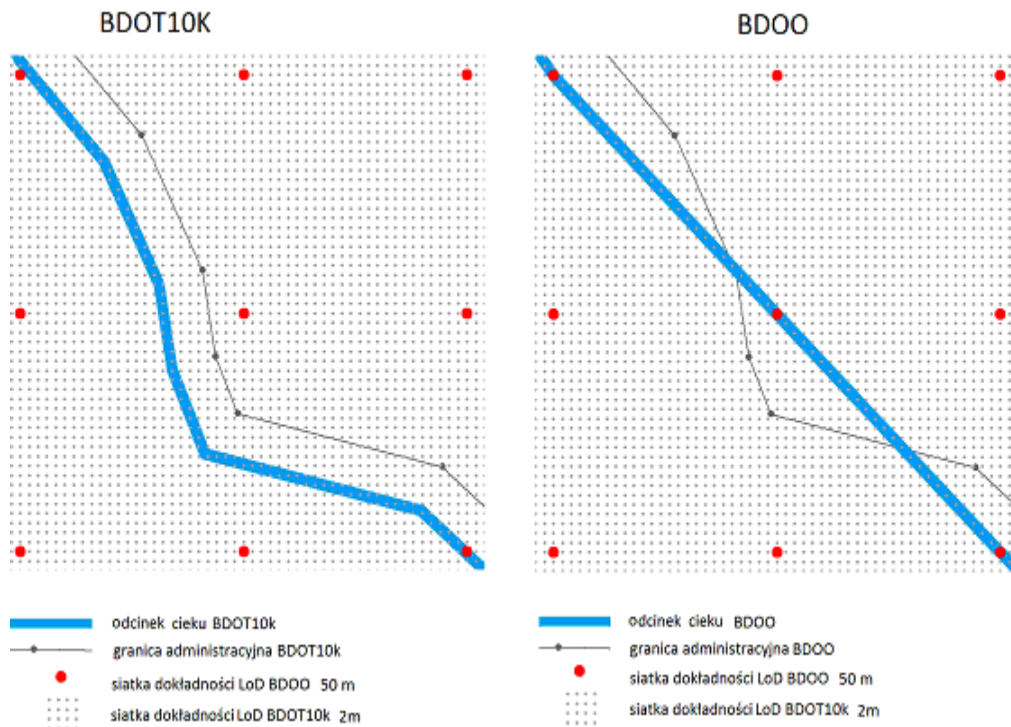 BDOT10K
BDOO
odcinek cieku BDOT10k
granica administracyjna BDOT10k
siatka dokładności LoD BDOO 50 m
siatka dokładności LoD BDOT10k 2m
odcinek cieku BDOO
granica administracyjna BDOO
siatka dokładności LoD BDOO 50 m
siatka dokładności LoD BDOT10k 2m